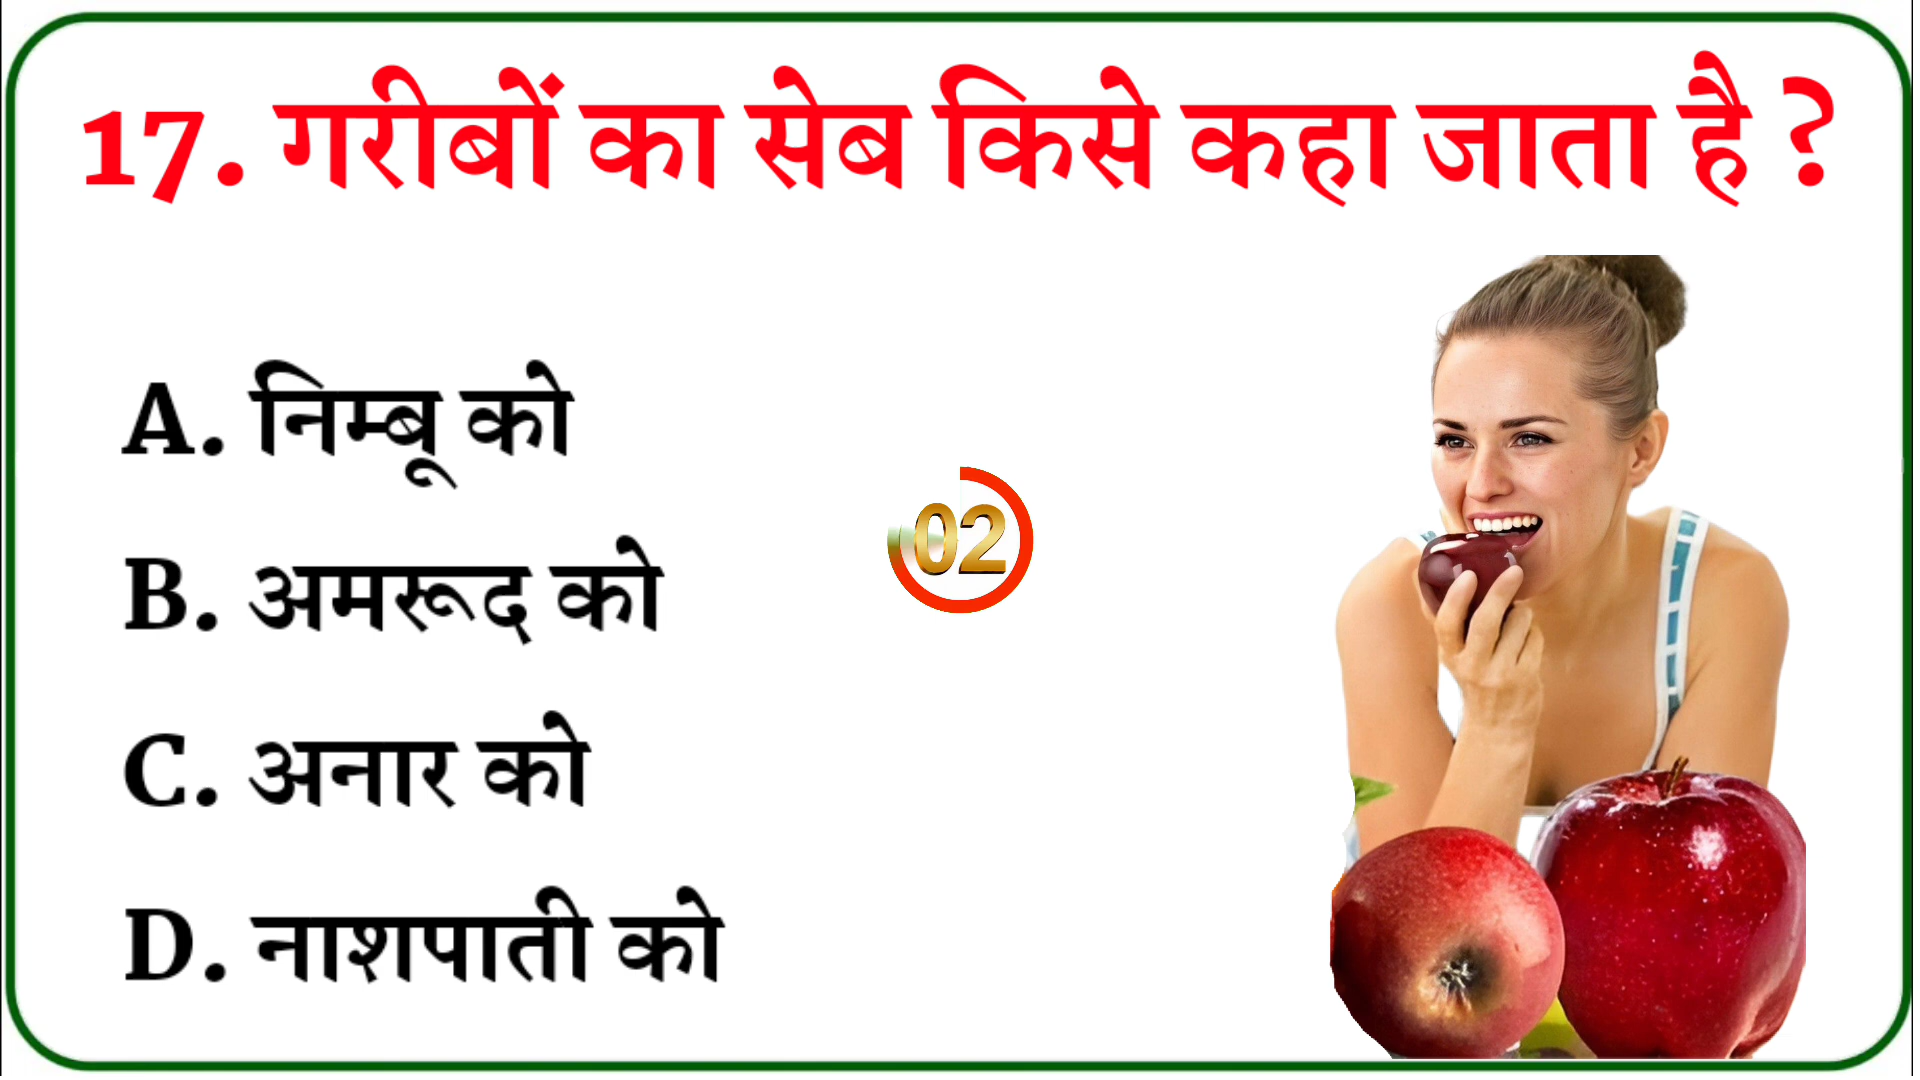 17. गरीबों का सेब किसे कहा जाता है ?
A. निम्बू को
B. अमरूद को
02
C. अनार को
D. नाशपाती को